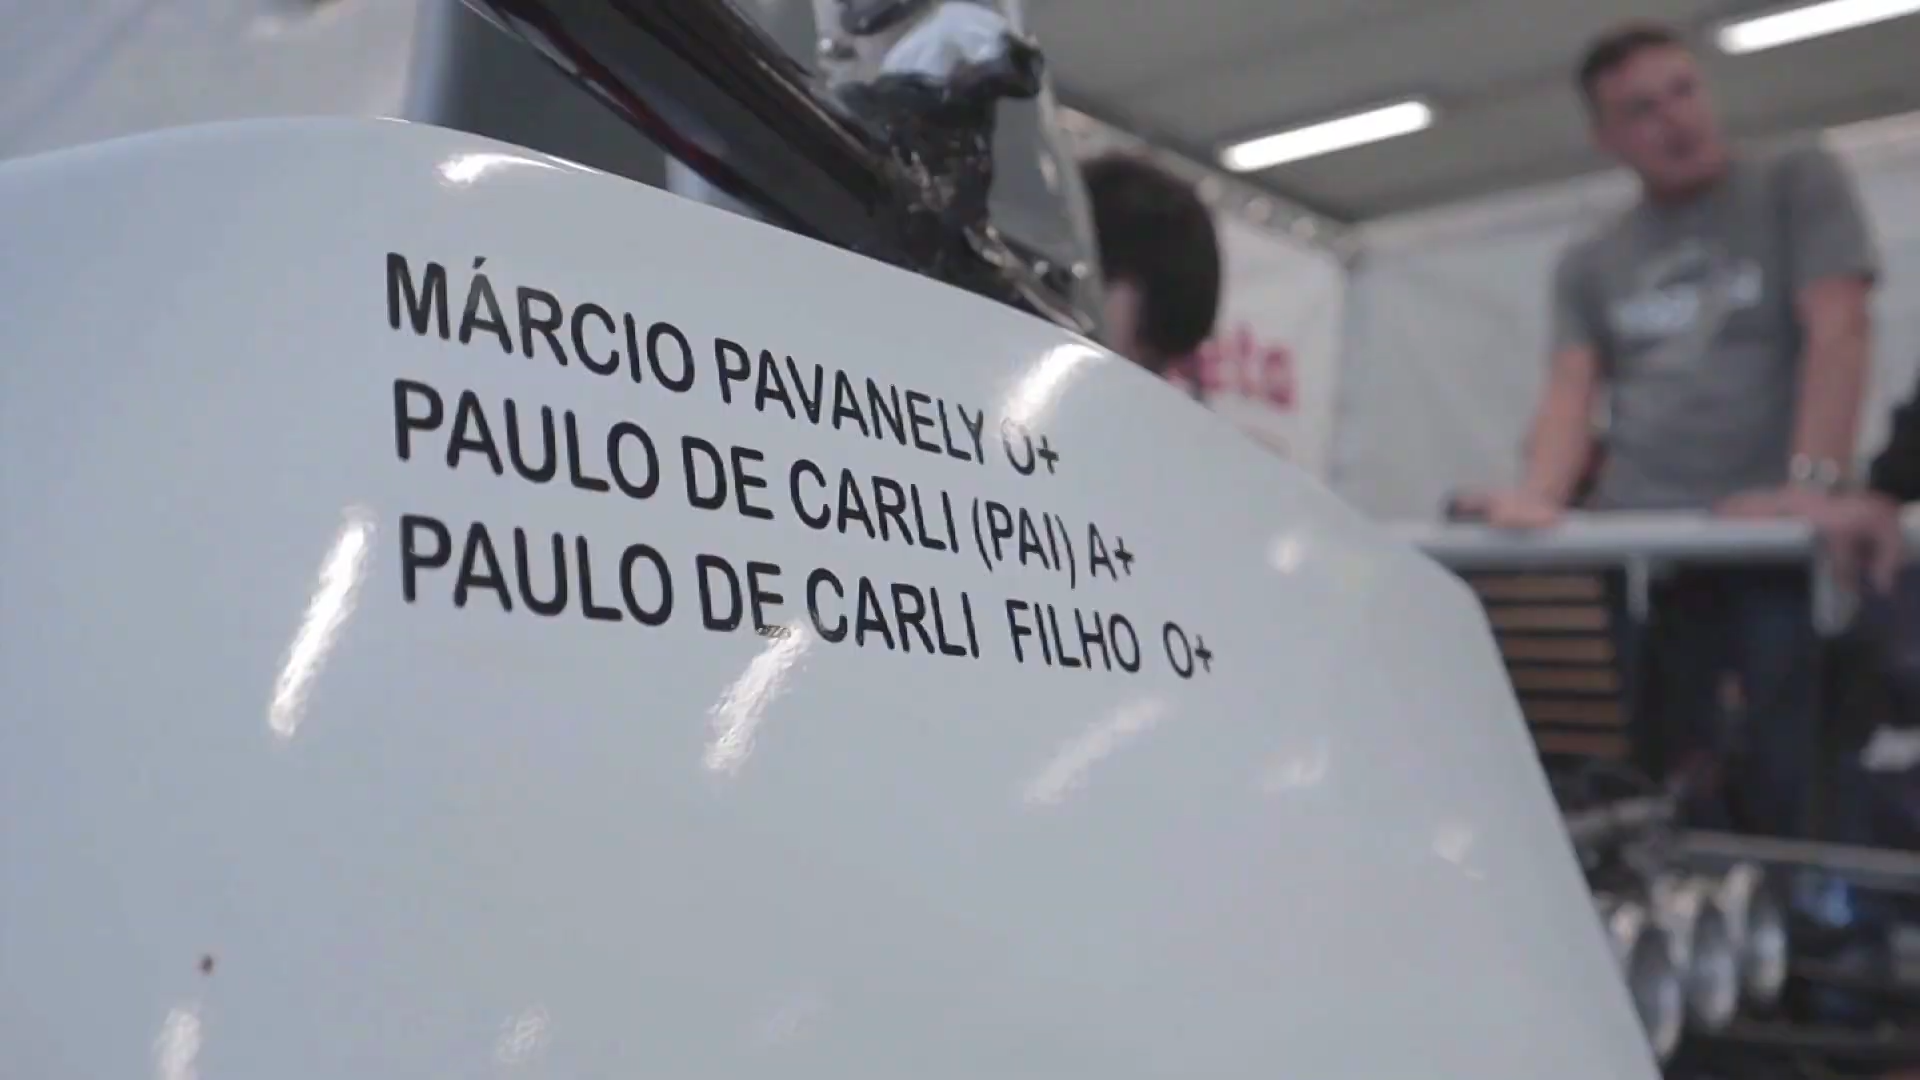 MÁRCIO PAVANELY O+
PAULO DE CARLI (PAI) A+
PAULO DE CARLI FILHO O+